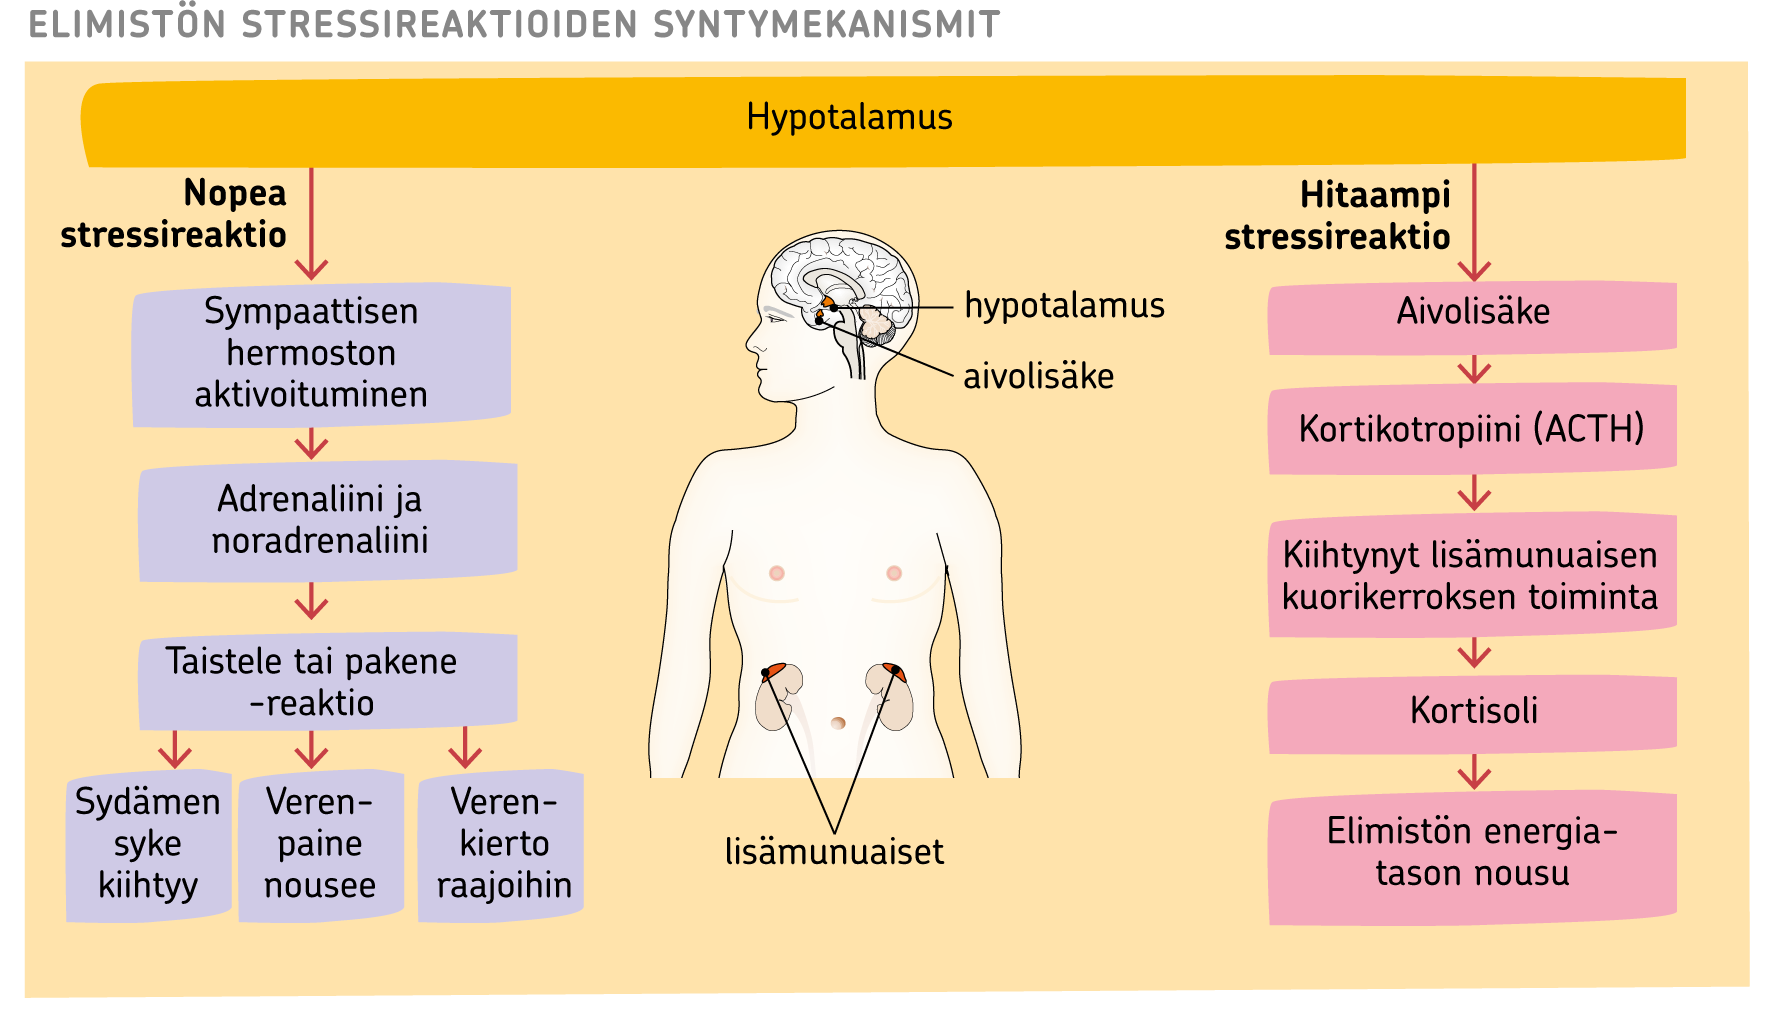 ELIMISTÖN STRESSIREAKTIOIDEN SYNTYMEKANISMIT
Hypotalamus
Nopea
stressireaktio
Sympaattisen
hermoston
aktivoituminen
Adrenaliini ja
noradrenaliini
Taistele tai pakene
-reaktio
Sydämen
syke
kiihtyy
Veren-
paine
nousee
Veren-
kierto
raajoihin
hypotalamus
aivolisäke
lisämunuaiset
Hitaampi
stressireaktio
Aivolisäke
Kortikotropiini (ACTH)
Kiihtynyt lisämunuaisen
kuorikerroksen toiminta
Kortisoli
Elimistön energia-
tason nousu